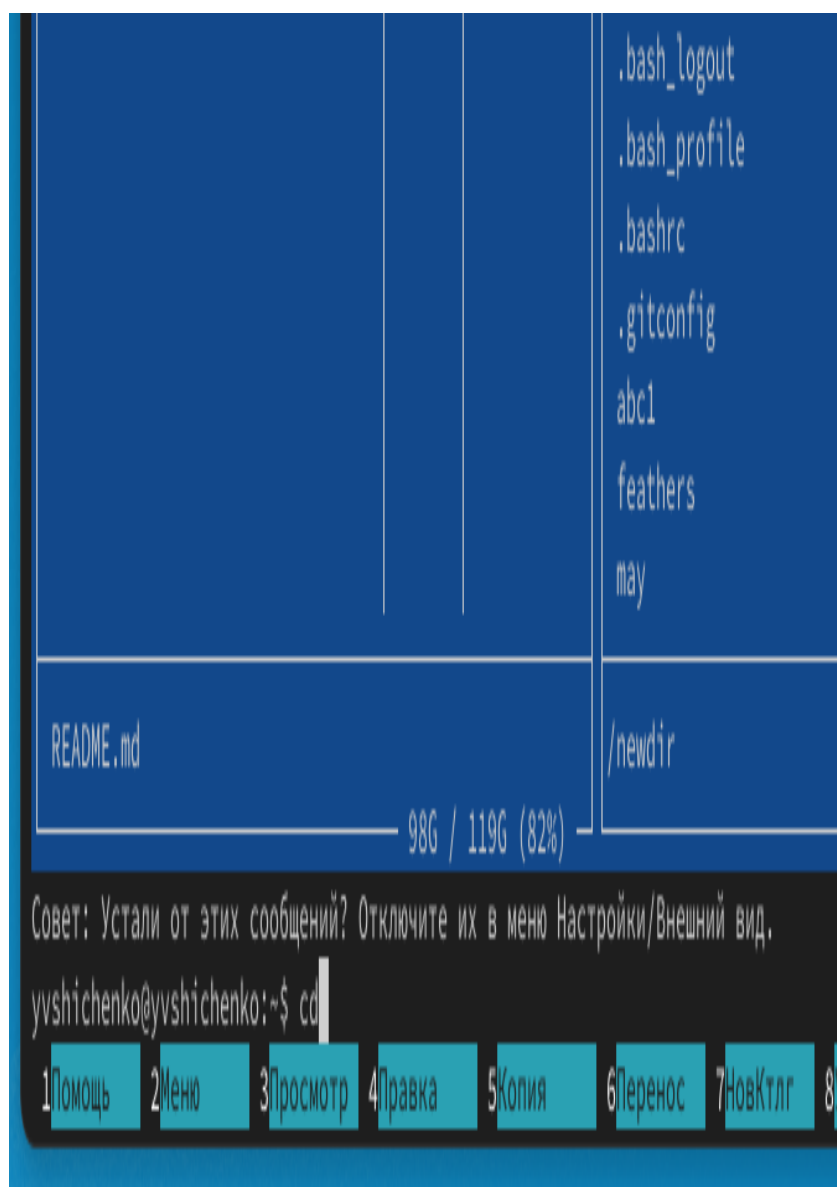 .bash_logout
.bash_profile
.bashrc
.gitconfig
abc1
feathers
may
README.md
/newdir
98G / 119G (82%)
Совет: Устали от этих сообщений? Отключите их в меню Настройки/Внешний вид.
yvshichenko@yvshichenko:~$ cd
1Помощь 2Меню 3Просмотр 4Правка 5Копия 6Перенос 7НовКтлг 8